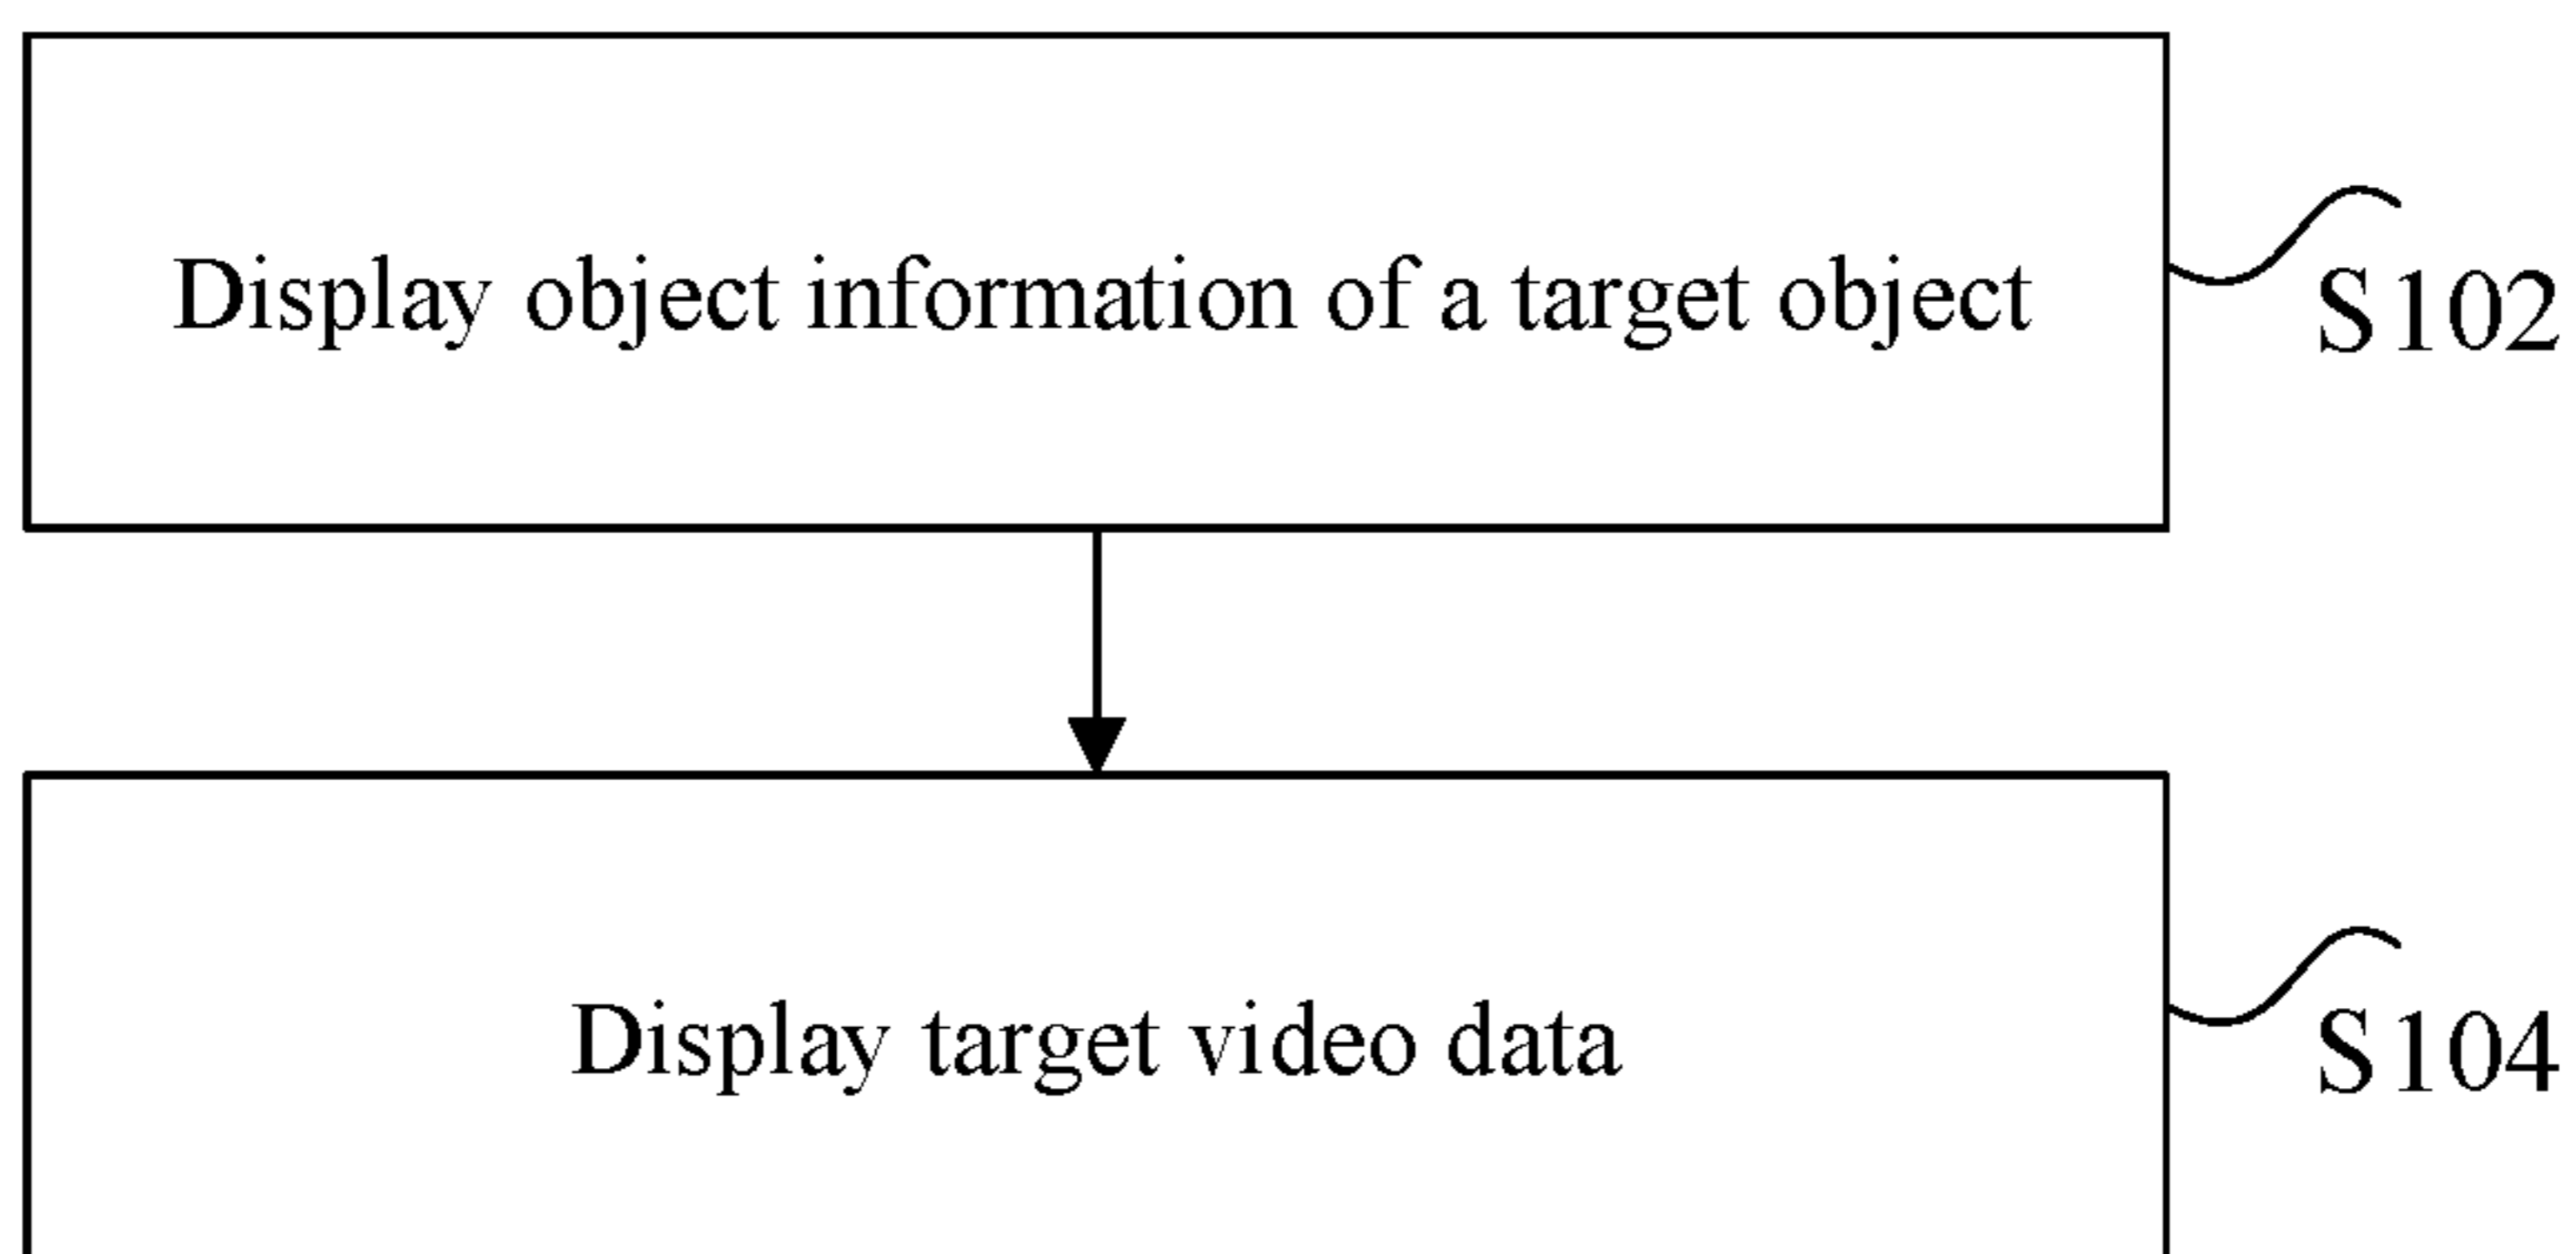 Display object information of a target object
S102
Display target video data
S104